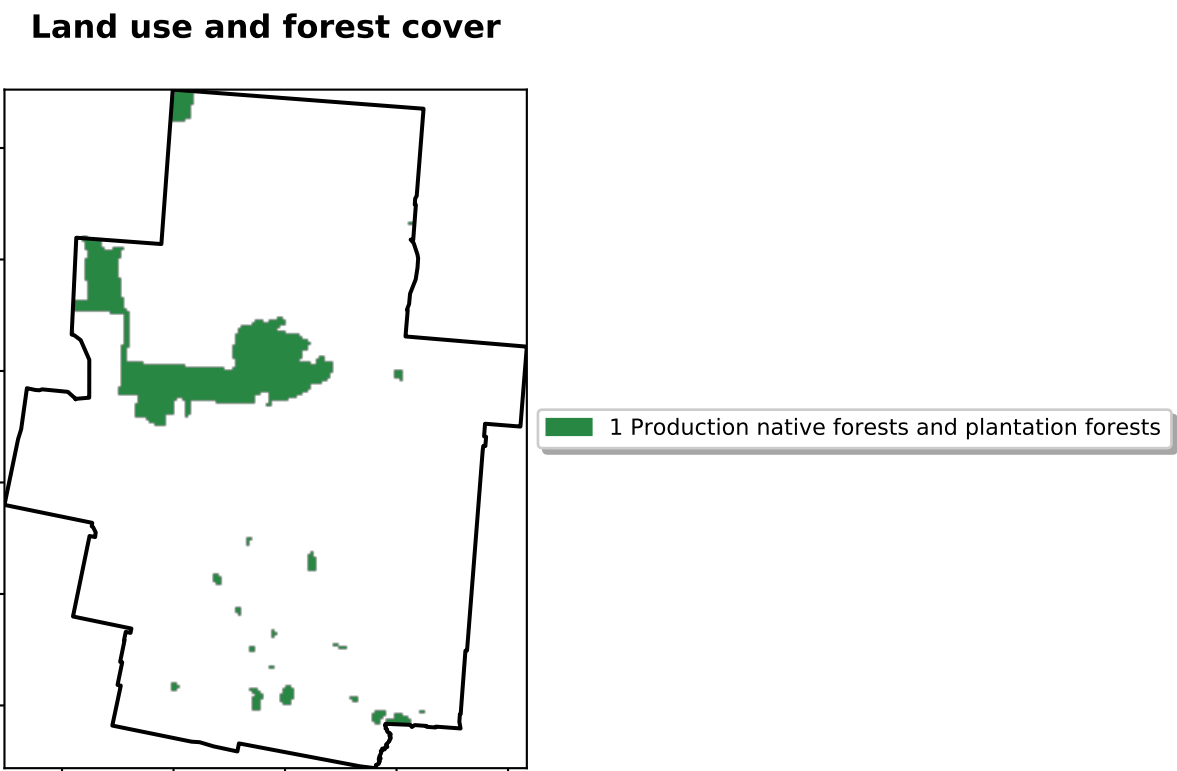 Land use and forest cover
1 Production native forests and plantation forests